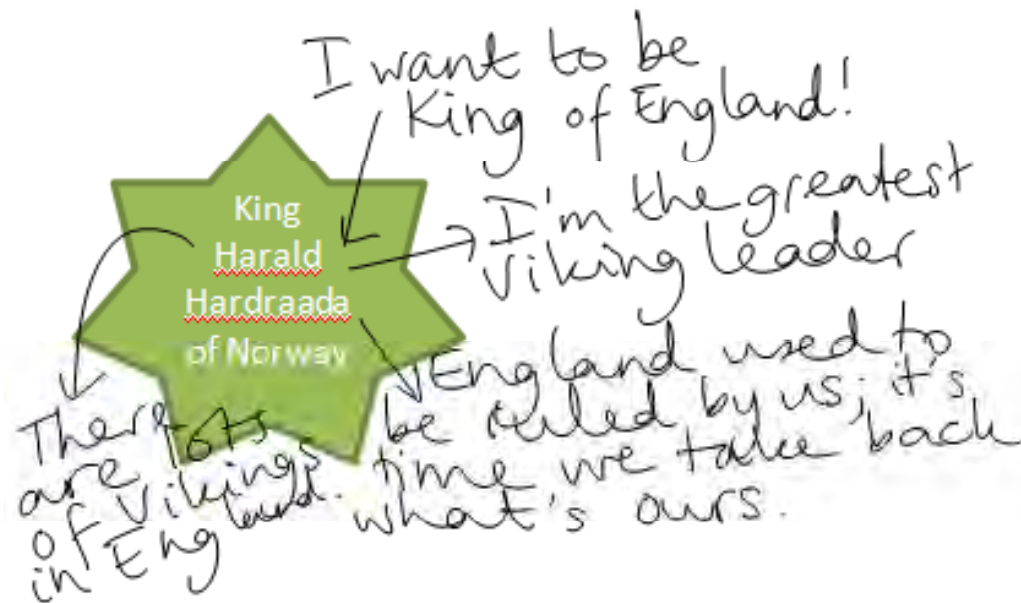 I want to be
King of England!
King
Harald
Hardraada
of Norway
I'm the greatest
Viking leader
England used to
be ruled by us; it's
time we take back
what's ours.
There
are lots
of Vikings
in England.